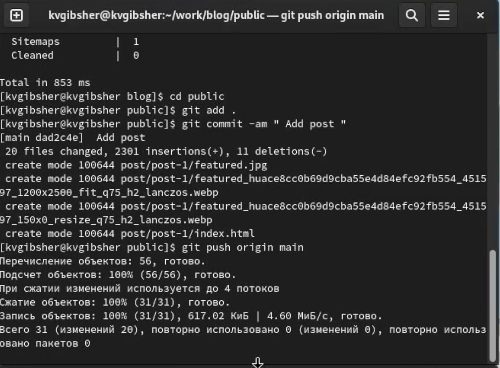 kvgibsher@kvgibsher:~/work/blog/public — git push origin main
Sitemaps | 1
Cleaned | 0
Total in 853 ms
[kvgibsher@kvgibsher blog]$ cd public
[kvgibsher@kvgibsher public]$ git add .
[kvgibsher@kvgibsher public]$ git commit -am " Add post "
[main dad2c4e]  Add post
20 files changed, 2301 insertions(+), 11 deletions(-)
create mode 100644 post/post-1/featured.jpg
create mode 100644 post/post-1/featured_huace8cc0b69d9cba55e4d84efc92fb554_4515
97_1200x2500_fit_q75_h2_lanczos.webp
create mode 100644 post/post-1/featured_huace8cc0b69d9cba55e4d84efc92fb554_4515
97_150x0_resize_q75_h2_lanczos.webp
create mode 100644 post/post-1/index.html
[kvgibsher@kvgibsher public]$ git push origin main
Перечисление объектов: 56, готово.
Подсчет объектов: 100% (56/56), готово.
При сжатии изменений используется до 4 потоков
Сжатие объектов: 100% (31/31), готово.
Запись объектов: 100% (31/31), 617.02 КиБ | 4.60 МиБ/с, готово.
Всего 31 (изменений 20), повторно использовано 0 (изменений 0), повторно использ
овано пакетов 0